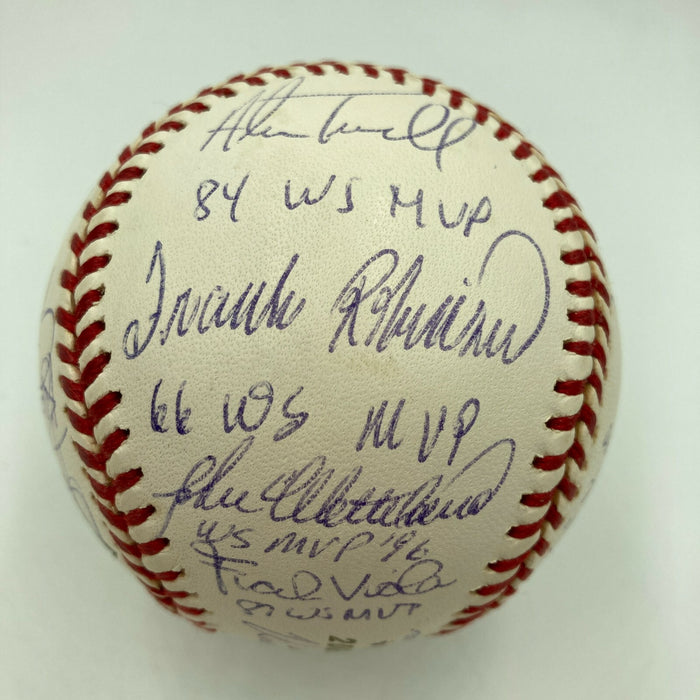 Alan Trammell
84 WS MVP
Frank Robinson
66 WS MVP
John Wetteland
WS MVP '96
Frank Viola
87 WS MVP